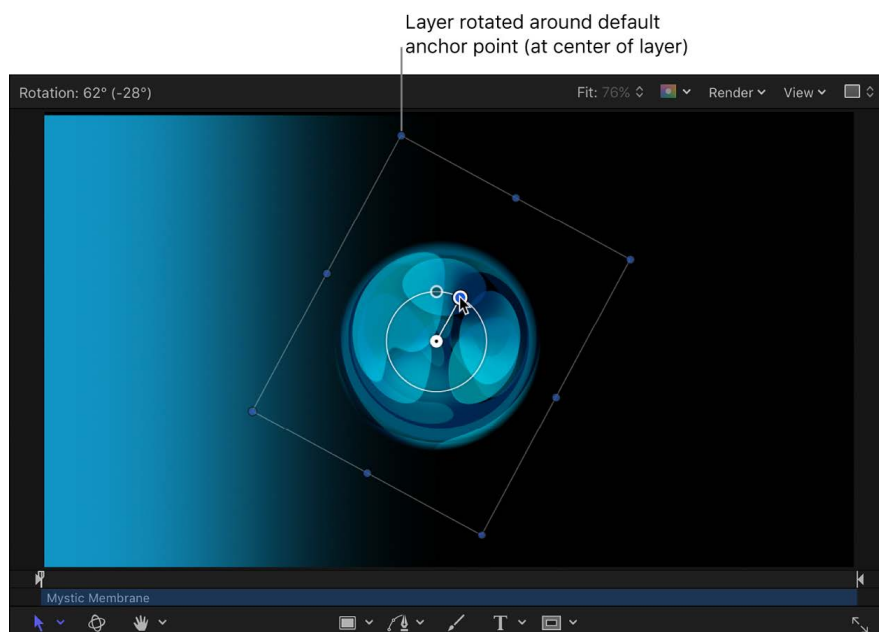 Layer rotated around default
anchor point (at center of layer)
Rotation: 62° (-28°)
Fit: 76%
Render
View
Mystic Membrane
T